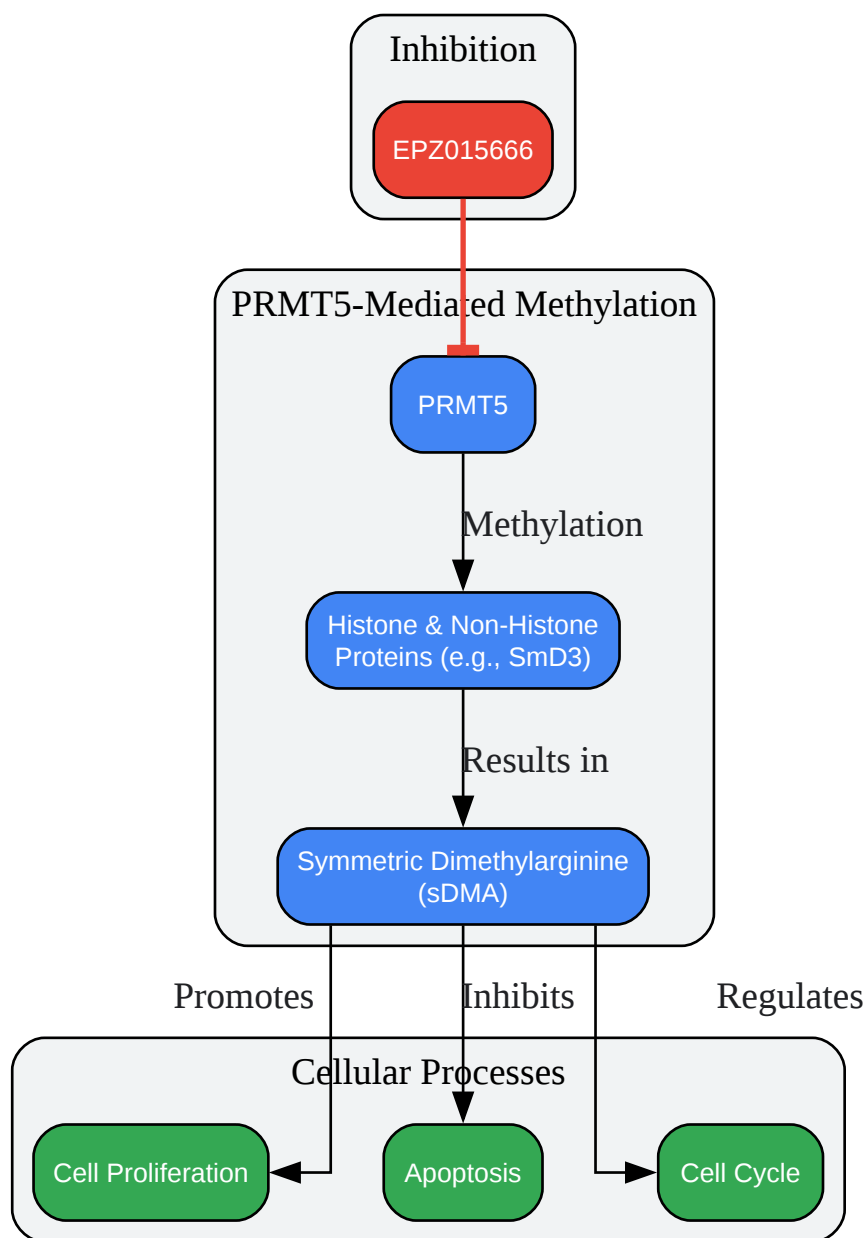 Inhibition
EPZ015666
PRMT5-Mediated Methylation
PRMT5
Methylation
Histone & Non-Histone
Proteins (e.g., SmD3)
Results in
Symmetric Dimethylarginine
(sDMA)
Promotes
Inhibits
Regulates
Cellular Processes
Cell Proliferation
Apoptosis
Cell Cycle